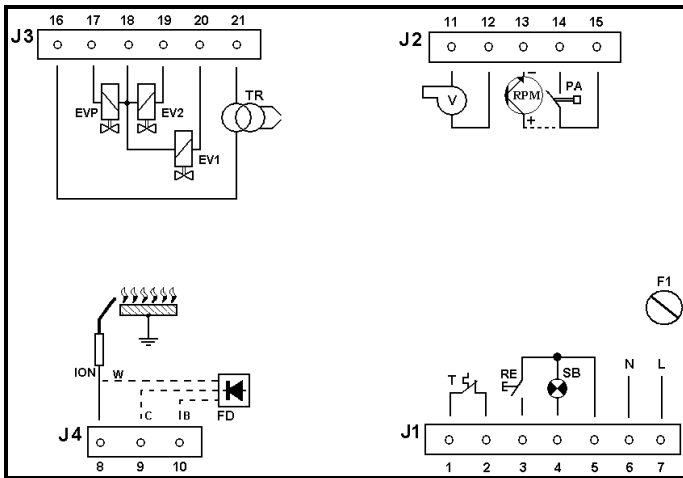 16 17 18 19 20 21
J3
11 12 13 14 15
J2
TR
EVP
EV2
EV1
V
RPM
PA
−
+
F1
ION
W
C
B
FD
J4
8 9 10
T
RE
SB
N
L
J1
1 2 3 4 5 6 7